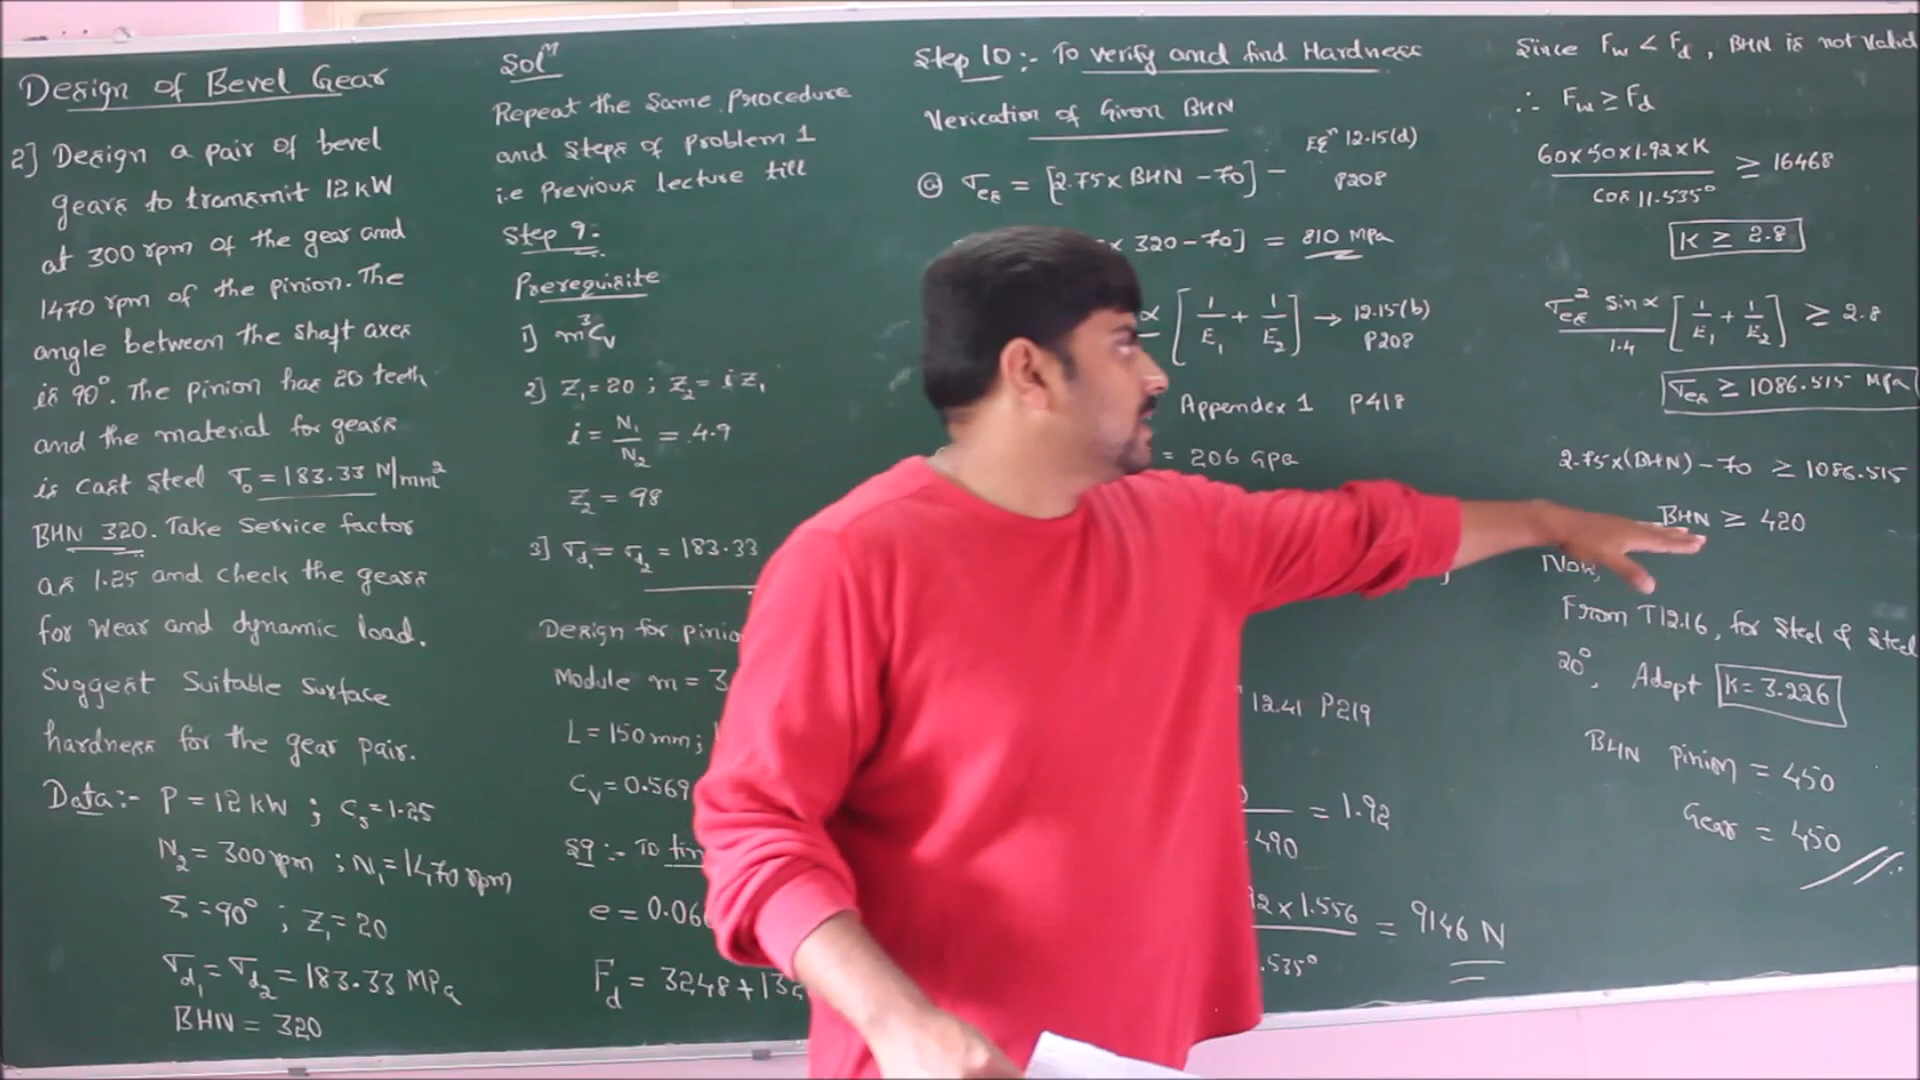 Design of Bevel Gear
2] Design a pair of bevel
gears to transmit 12 kW
at 300 rpm of the gear and
1470 rpm of the pinion. The
angle between the shaft axes
is 90°. The pinion has 20 teeth
and the material for gears
is cast steel σo = 183.33 N/mm²
BHN 320. Take service factor
as 1.25 and check the gears
for wear and dynamic load.
Suggest Suitable Surface
hardness for the gear pair.
Data:- P = 12 kW ; Cs = 1.25
N2 = 300 rpm ; N1 = 1470 rpm
Σ = 90° ; Z1 = 20
σd1 = σd2 = 183.33 MPa
BHN = 320
Solⁿ
Repeat the Same Procedure
and Steps of problem 1
i.e previous lecture till
Step 9:
Prerequisite
1) m³Cv
2] Z1 = 20 ; Z2 = i Z1
i = N1/N2 = 4.9
Z2 = 98
3] σd1 = σd2 = 183.33
Design for
Module m = 3
L = 150 mm ;
Cv = 0.569
S9 :- To
e = 0.06
Fd = 3248 + 13
Step 10:- To verify and find Hardness
Verication of Given BHN
Eqⁿ 12.15(d)
ⓐ σes = [2.75 x BHN - 70] - P208
x 320 - 70] = 810 MPa
α [1/E1 + 1/E2] → 12.15(b)
P208
Appendex 1 P418
= 206 GPa
12.41 P219
= 1.92
490
x 1.556 = 9146 N
.535°
Since Fw < Fd , BHN is not Valid
∴ Fw ≥ Fd
60 x 50 x 1.92 x K / cos 11.535° ≥ 16468
K ≥ 2.8
σes² sin α / 1.4 [1/E1 + 1/E2] ≥ 2.8
σes ≥ 1086.515 MPa
2.75 x (BHN) - 70 ≥ 1086.515
BHN ≥ 420
Now,
From T12.16, for Steel & Steel
20°, Adopt K = 3.226
BHN Pinion = 450
Gear = 450